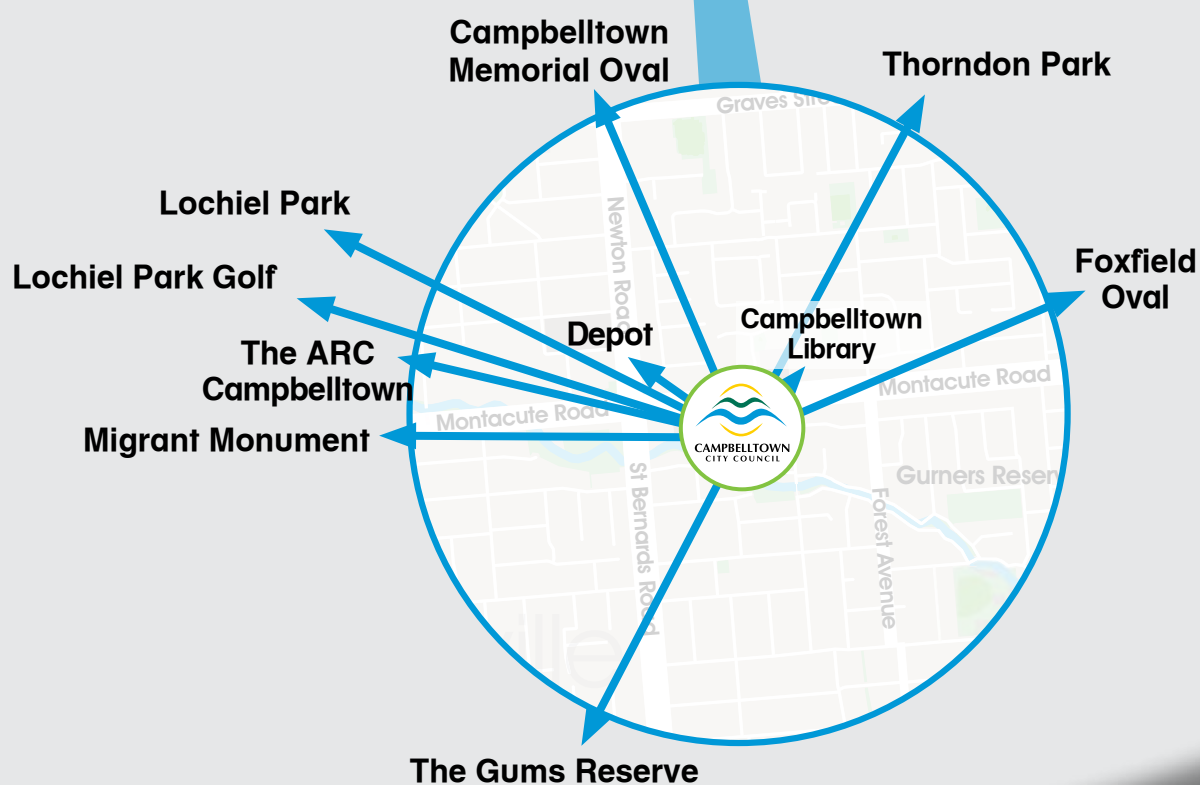 Campbelltown
Memorial Oval
Thorndon Park
Graves Stre
Lochiel Park
Newton Road
Lochiel Park Golf
Foxfield
Oval
Depot
Campbelltown
Library
The ARC
Campbelltown
Montacute Road
Montacute Road
Migrant Monument
CAMPBELLTOWN
CITY COUNCIL
Gurners Reserv
St Bernards Road
Forest Avenue
ville
The Gums Reserve